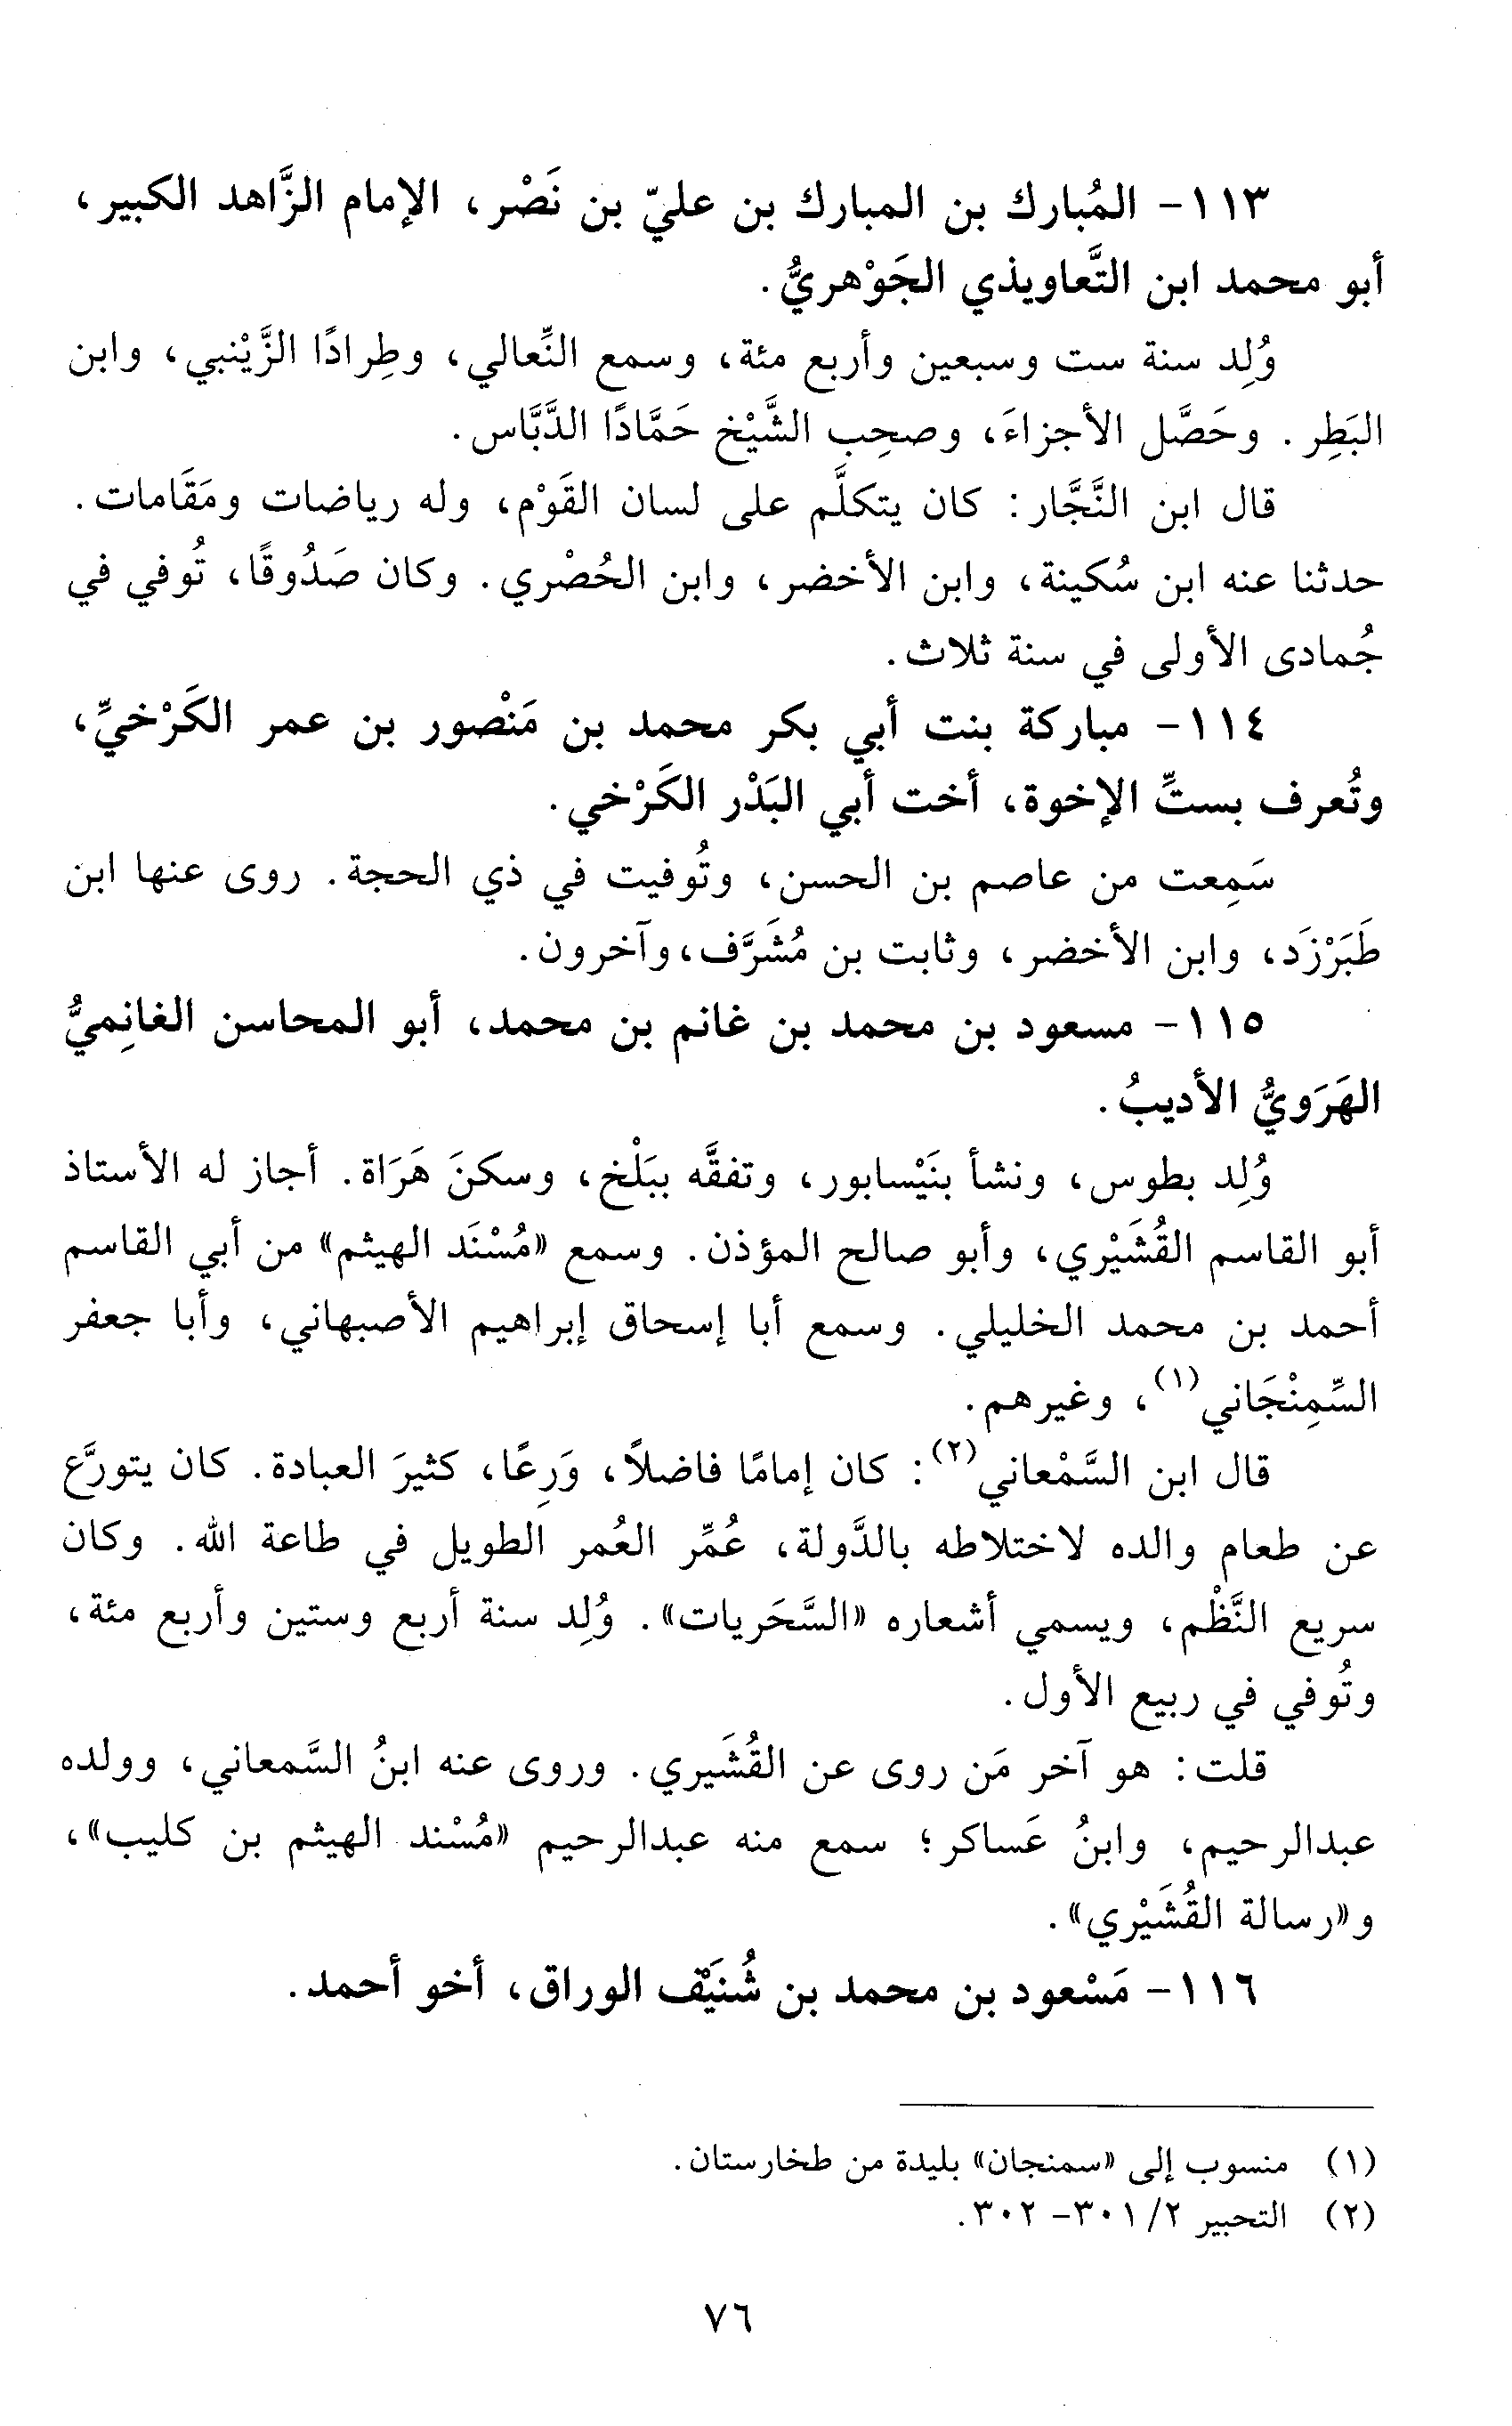 ١١٣- المُبارك بن المبارك بن عليّ بن نَصْر، الإمام الزَّاهد الكبير،
أبو محمد ابن التَّعاويذي الجَوْهريُّ.
وُلِد سنة ست وسبعين وأربع مئة، وسمع النِّعالي، وطِرادًا الزَّيْنبي، وابن
البَطِر. وحَصَّل الأجزاءَ، وصحِب الشَّيْخ حَمَّادًا الدَّبَّاس.
قال ابن النَّجَّار: كان يتكلَّم على لسان القَوْم، وله رياضات ومَقَامات.
حدثنا عنه ابن سُكينة، وابن الأخضر، وابن الحُصْري. وكان صَدُوقًا، تُوفي في
جُمادى الأولى في سنة ثلاث.
١١٤- مباركة بنت أبي بكر محمد بن مَنْصور بن عمر الكَرْخيِّ،
وتُعرف بستِّ الإخوة، أخت أبي البَدْر الكَرْخي.
سَمِعت من عاصم بن الحسن، وتُوفيت في ذي الحجة. روى عنها ابن
طَبَرْزَد، وابن الأخضر، وثابت بن مُشَرَّف، وآخرون.
١١٥- مسعود بن محمد بن غانم بن محمد، أبو المحاسن الغانِميُّ
الهَرَويُّ الأديبُ.
وُلِد بطوس، ونشأ بنَيْسابور، وتفقَّه ببَلْخ، وسكنَ هَرَاة. أجاز له الأستاذ
أبو القاسم القُشَيْري، وأبو صالح المؤذن. وسمع «مُسْنَد الهيثم» من أبي القاسم
أحمد بن محمد الخليلي. وسمع أبا إسحاق إبراهيم الأصبهاني، وأبا جعفر
السِّمِنْجَاني(١)، وغيرهم.
قال ابن السَّمْعاني(٢): كان إمامًا فاضلاً، وَرِعًا، كثيرَ العبادة. كان يتورَّع
عن طعام والده لاختلاطه بالدَّولة، عُمِّر العُمر الطويل في طاعة الله. وكان
سريع النَّظْم، ويسمي أشعاره «السَّحَريات». وُلِد سنة أربع وستين وأربع مئة،
وتُوفي في ربيع الأول.
قلت: هو آخر مَن روى عن القُشَيري. وروى عنه ابنُ السَّمعاني، وولده
عبدالرحيم، وابنُ عَساكر؛ سمع منه عبدالرحيم «مُسْند الهيثم بن كليب»،
و«رسالة القُشَيْري».
١١٦- مَسْعود بن محمد بن شُنَيْف الوراق، أخو أحمد.
(١) منسوب إلى «سمنجان» بليدة من طخارستان.
(٢) التحبير ٢/ ٣٠١- ٣٠٢.
٧٦